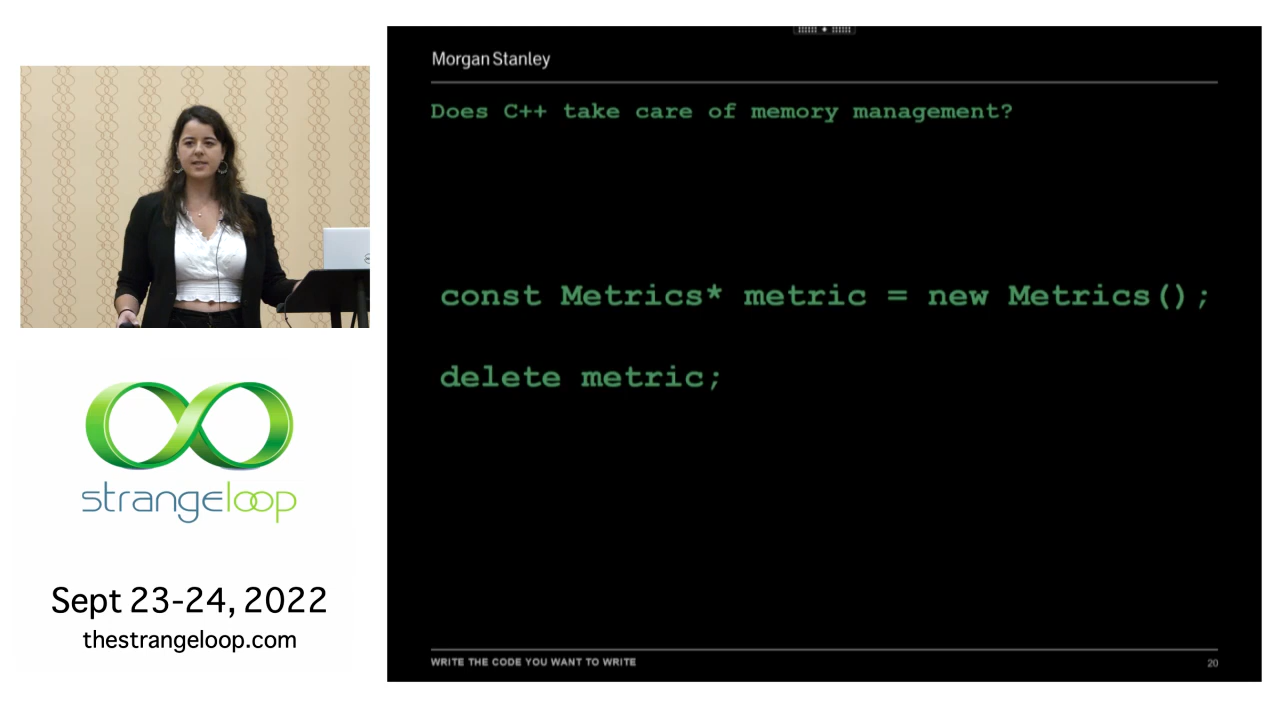 strangeloop
Sept 23-24, 2022
thestrangeloop.com
Morgan Stanley
Does C++ take care of memory management?
const Metrics* metric = new Metrics();
delete metric;
WRITE THE CODE YOU WANT TO WRITE
20